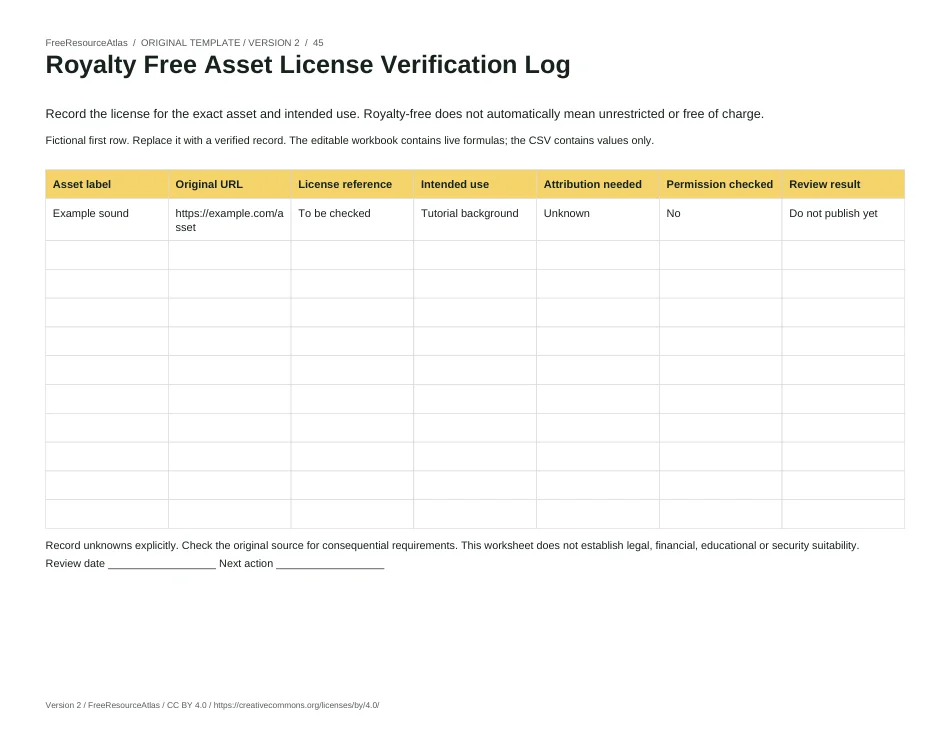 FreeResourceAtlas / ORIGINAL TEMPLATE / VERSION 2 / 45
Royalty Free Asset License Verification Log
Record the license for the exact asset and intended use. Royalty-free does not automatically mean unrestricted or free of charge.
Fictional first row. Replace it with a verified record. The editable workbook contains live formulas; the CSV contains values only.
Asset label Original URL License reference Intended use Attribution needed Permission checked Review result
Example sound https://example.com/a To be checked Tutorial background Unknown No Do not publish yet
sset
Record unknowns explicitly. Check the original source for consequential requirements. This worksheet does not establish legal, financial, educational or security suitability.
Review date __________________ Next action __________________
Version 2 / FreeResourceAtlas / CC BY 4.0 / https://creativecommons.org/licenses/by/4.0/